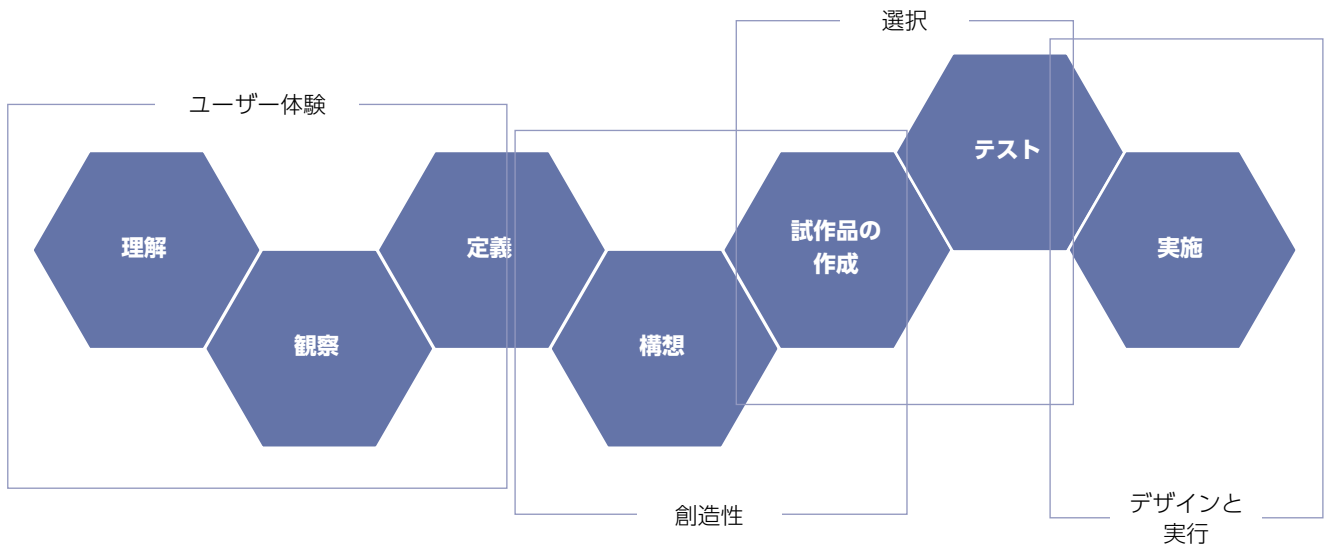 選択
ユーザー体験
テスト
理解
定義
試作品の
作成
実施
観察
構想
創造性
デザインと
実行